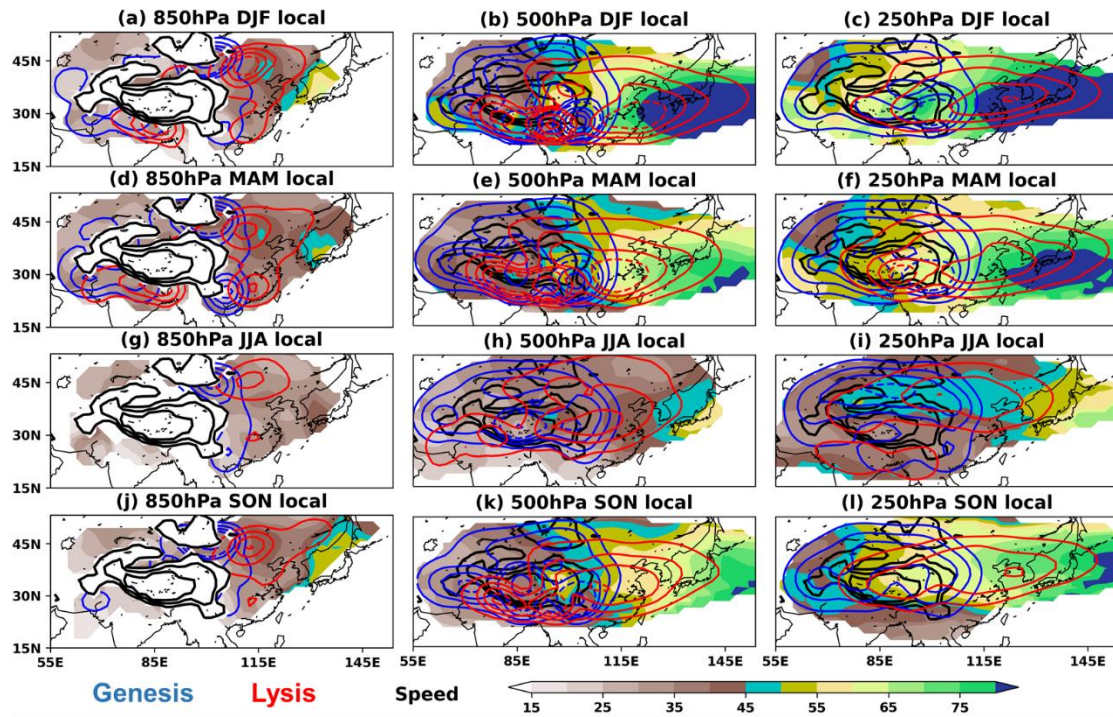 (a) 850hPa DJF local
(b) 500hPa DJF local
(c) 250hPa DJF local
45N
30N
15N
(d) 850hPa MAM local
(e) 500hPa MAM local
(f) 250hPa MAM local
45N
30N
15N
(g) 850hPa JJA local
(h) 500hPa JJA local
(i) 250hPa JJA local
45N
30N
15N
(j) 850hPa SON local
(k) 500hPa SON local
(l) 250hPa SON local
45N
30N
15N
55E 85E 115E 145E
85E 115E 145E
85E 115E 145E
Genesis Lysis Speed
15 25 35 45 55 65 75